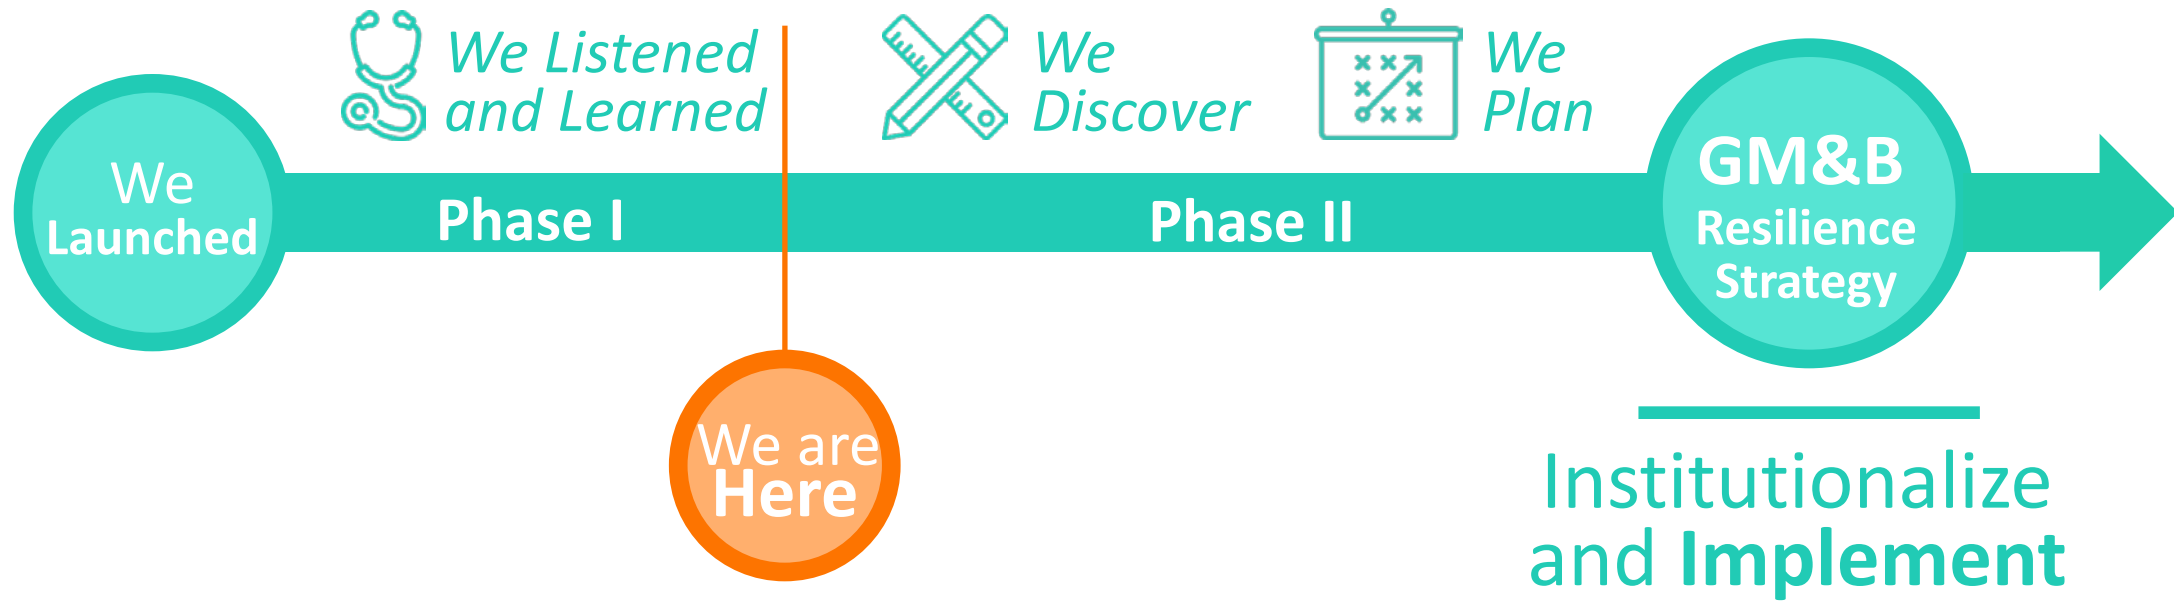 We Listened
and Learned
We
Discover
We
Plan
We
Launched
Phase I
Phase II
GM&B
Resilience
Strategy
We are
Here
Institutionalize
and Implement